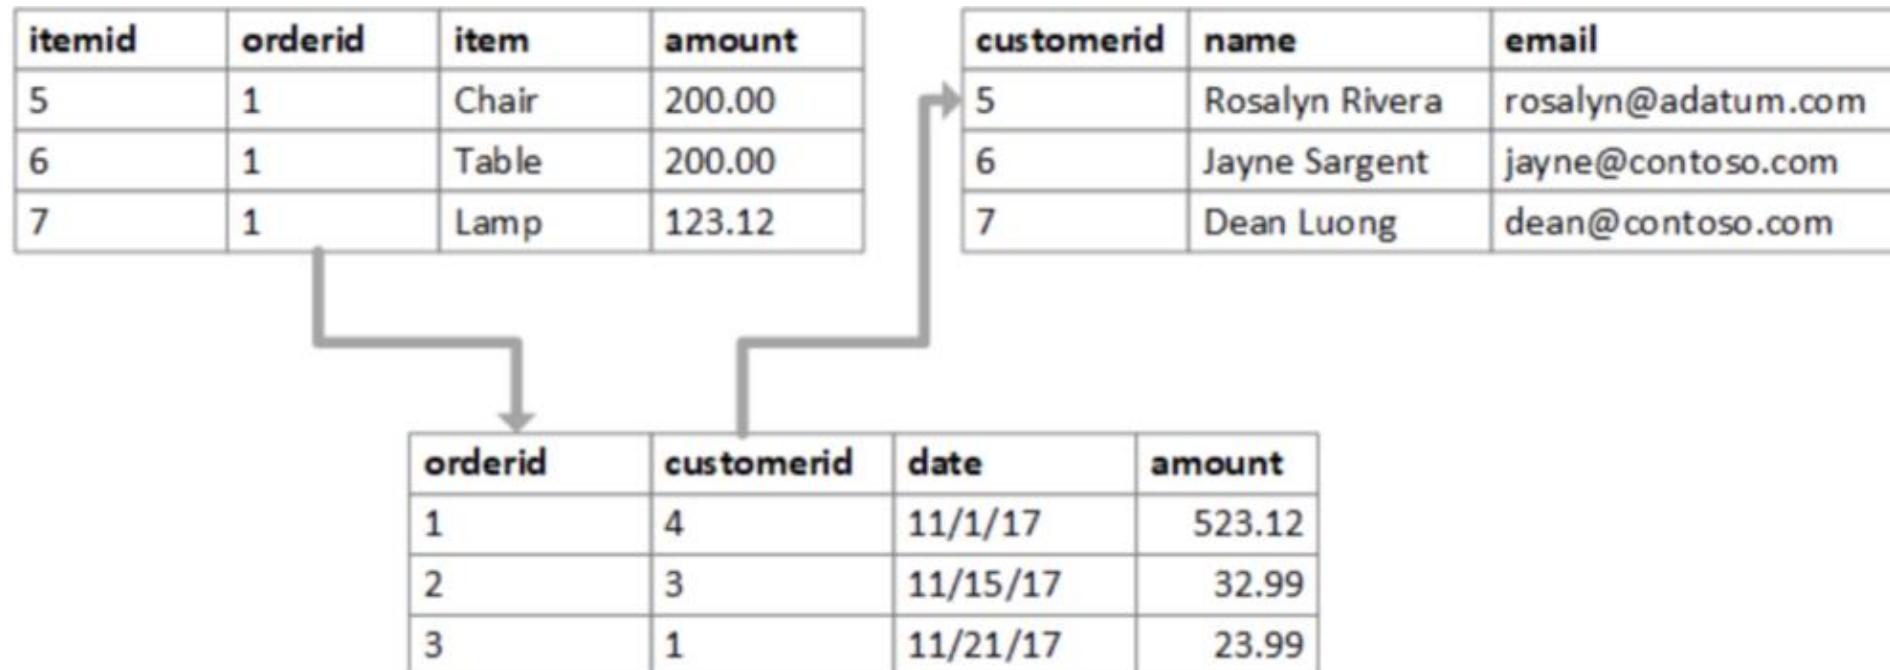 itemid orderid item amount
5 1 Chair 200.00
6 1 Table 200.00
7 1 Lamp 123.12
customerid name email
5 Rosalyn Rivera rosalyn@adatum.com
6 Jayne Sargent jayne@contoso.com
7 Dean Luong dean@contoso.com
orderid customerid date amount
1 4 11/1/17 523.12
2 3 11/15/17 32.99
3 1 11/21/17 23.99